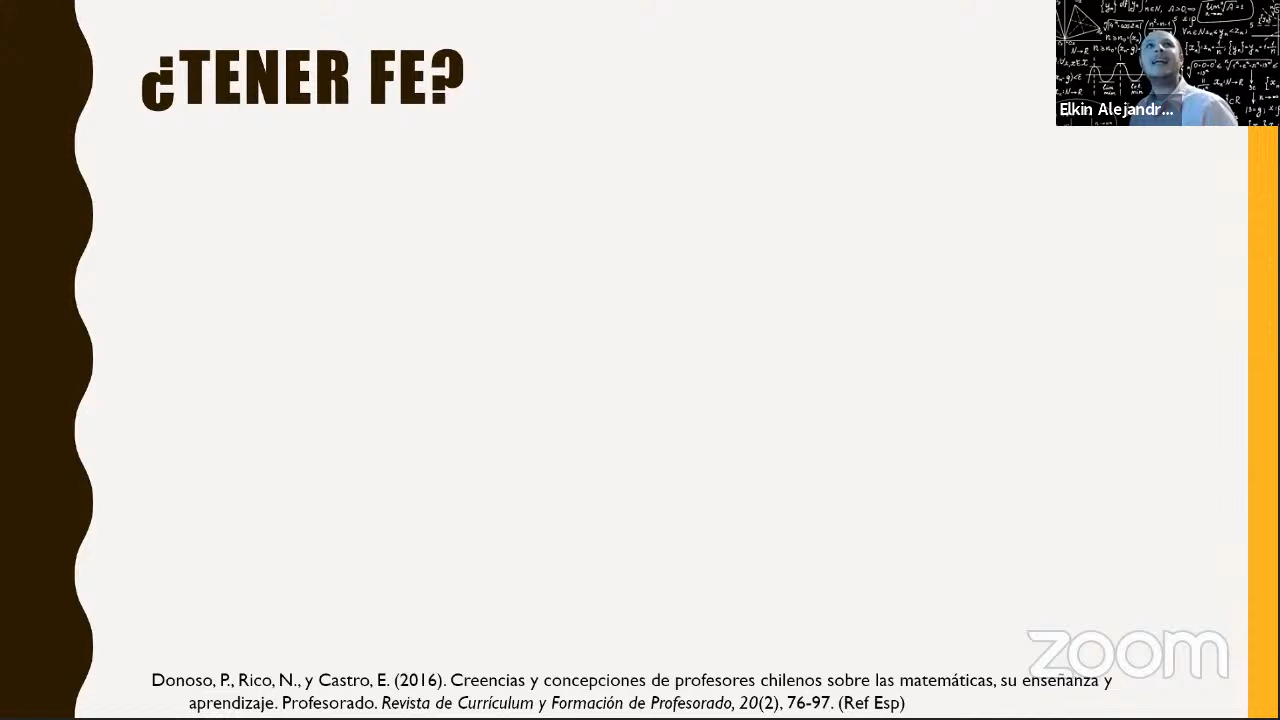 ¿TENER FE?
Elkin Alejandr...
zoom
Donoso, P., Rico, N., y Castro, E. (2016). Creencias y concepciones de profesores chilenos sobre las matemáticas, su enseñanza y
aprendizaje. Profesorado. Revista de Currículum y Formación de Profesorado, 20(2), 76-97. (Ref Esp)